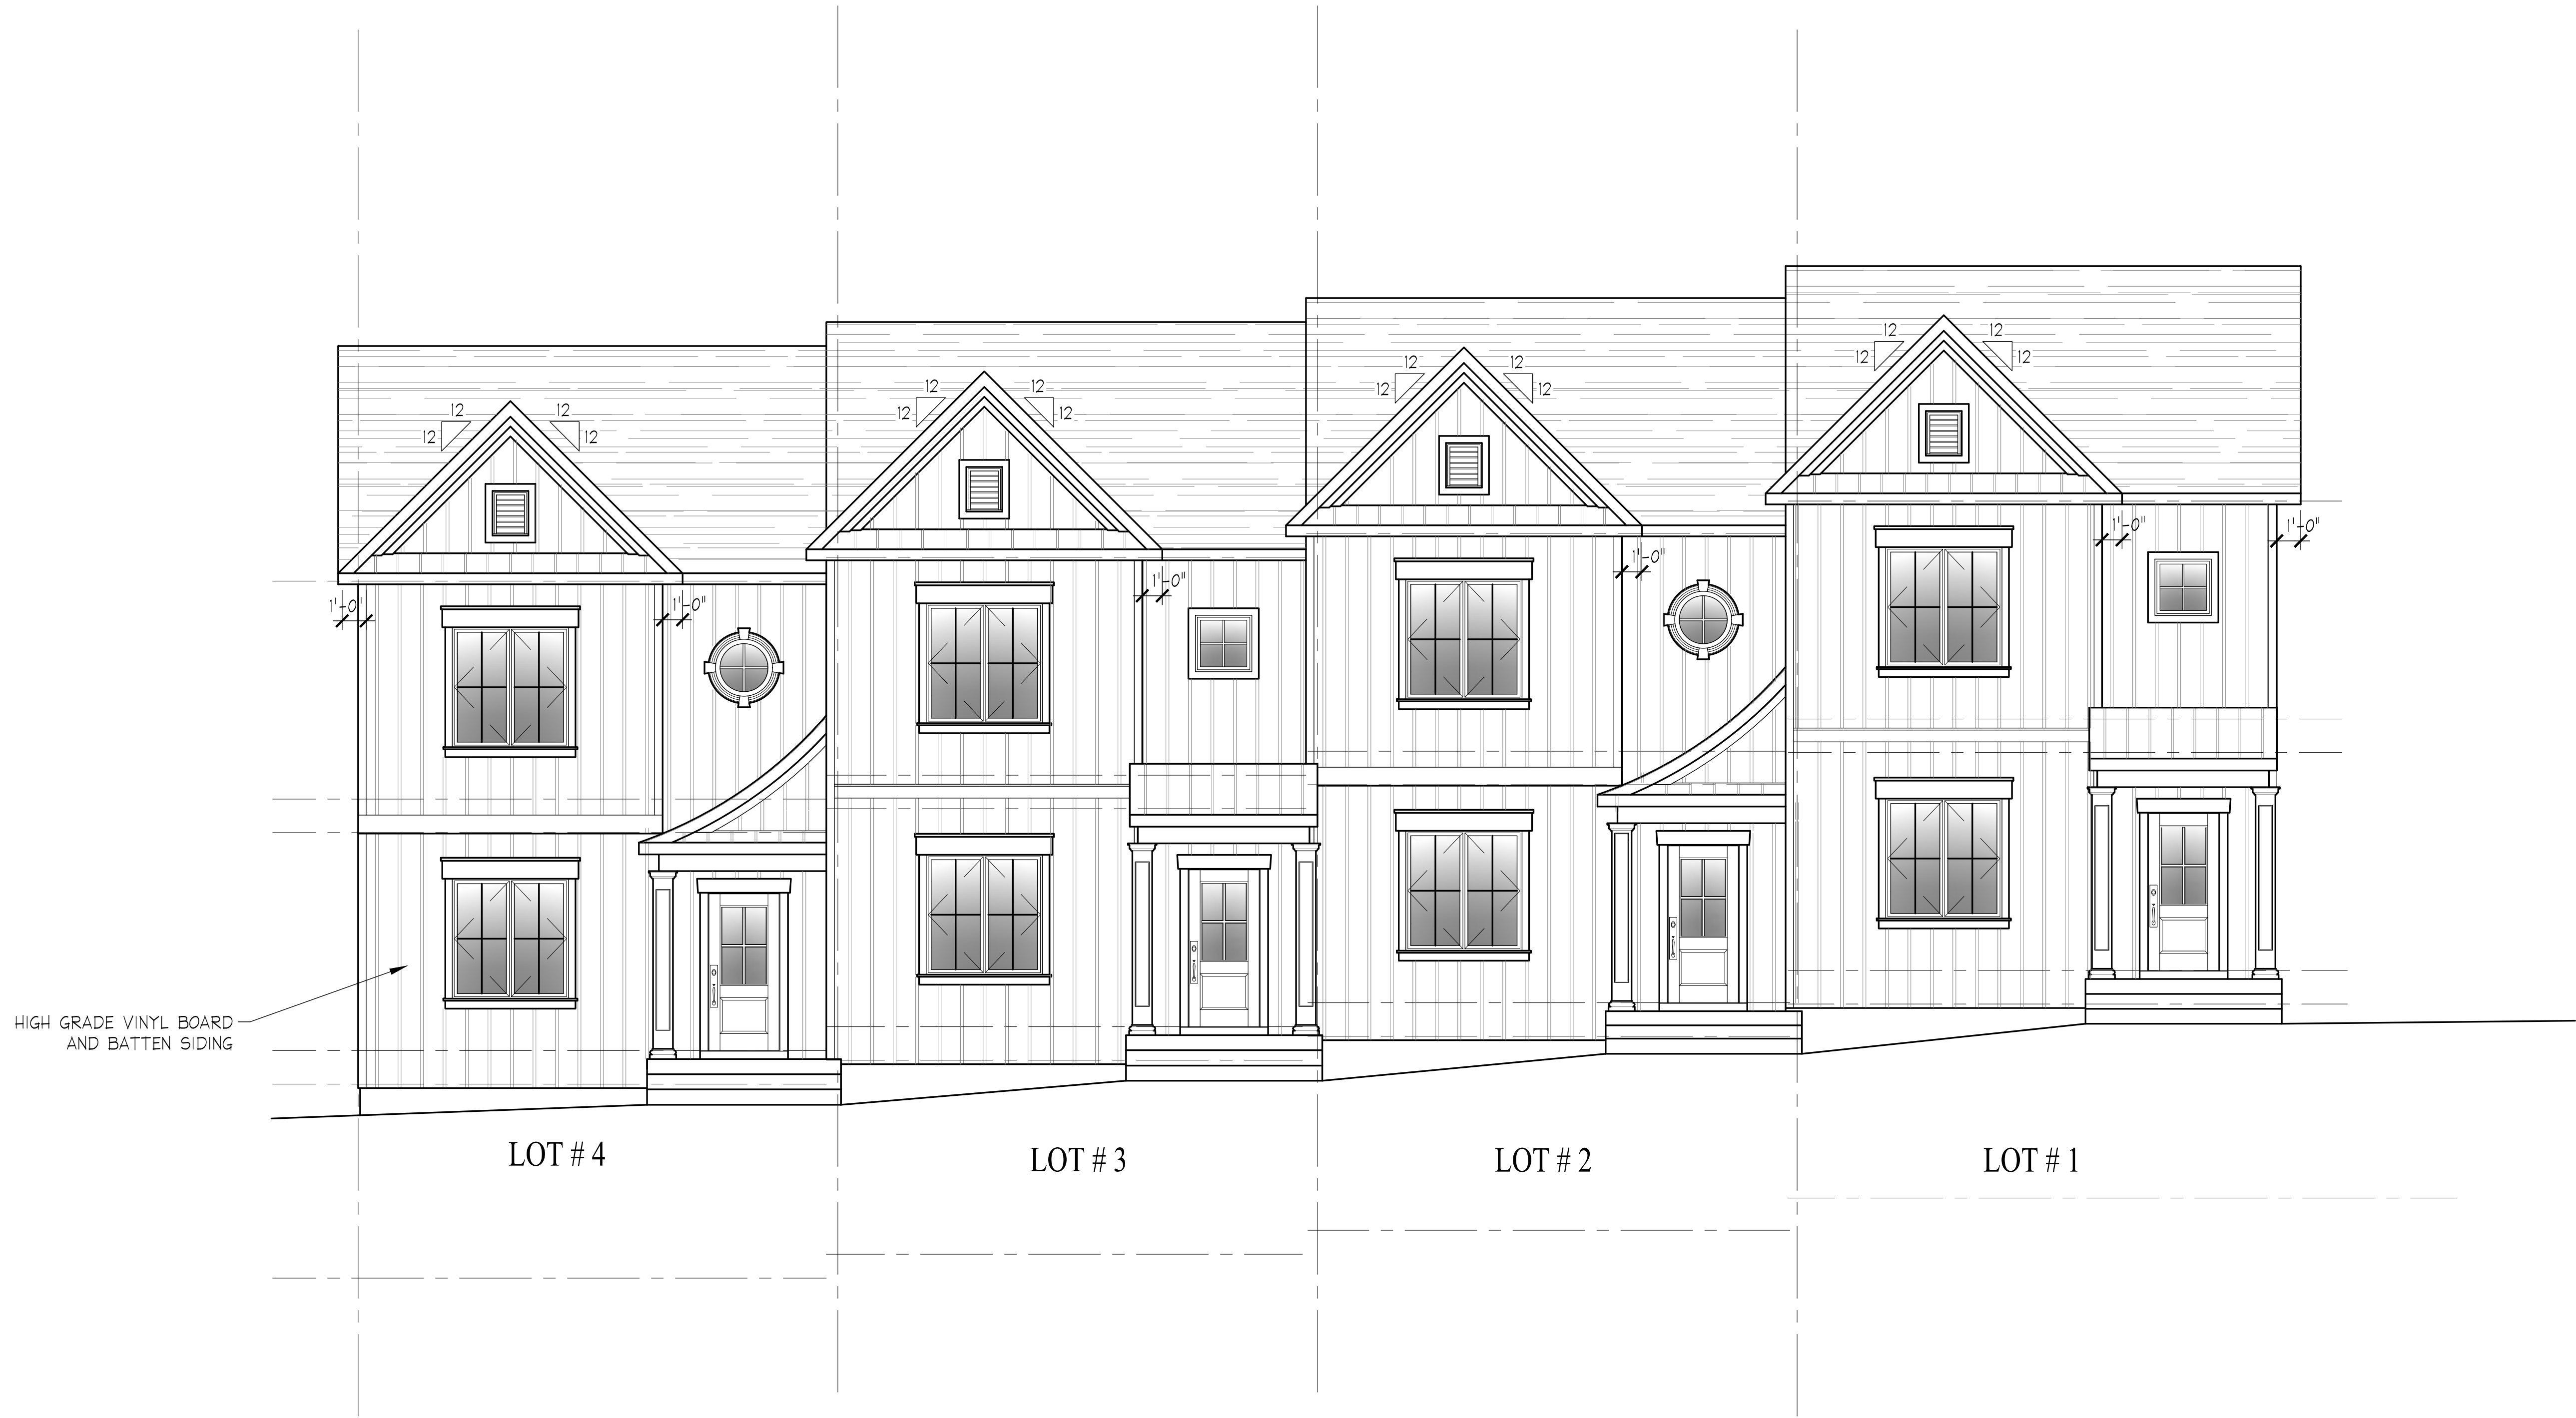 12 12
12 12
12 12
12 12
12 12
12 12
12 12
12 12
1'-0" 1'-0"
1'-0"
1'-0"
1'-0" 1'-0"
HIGH GRADE VINYL BOARD
AND BATTEN SIDING
LOT # 4
LOT # 3
LOT # 2
LOT # 1